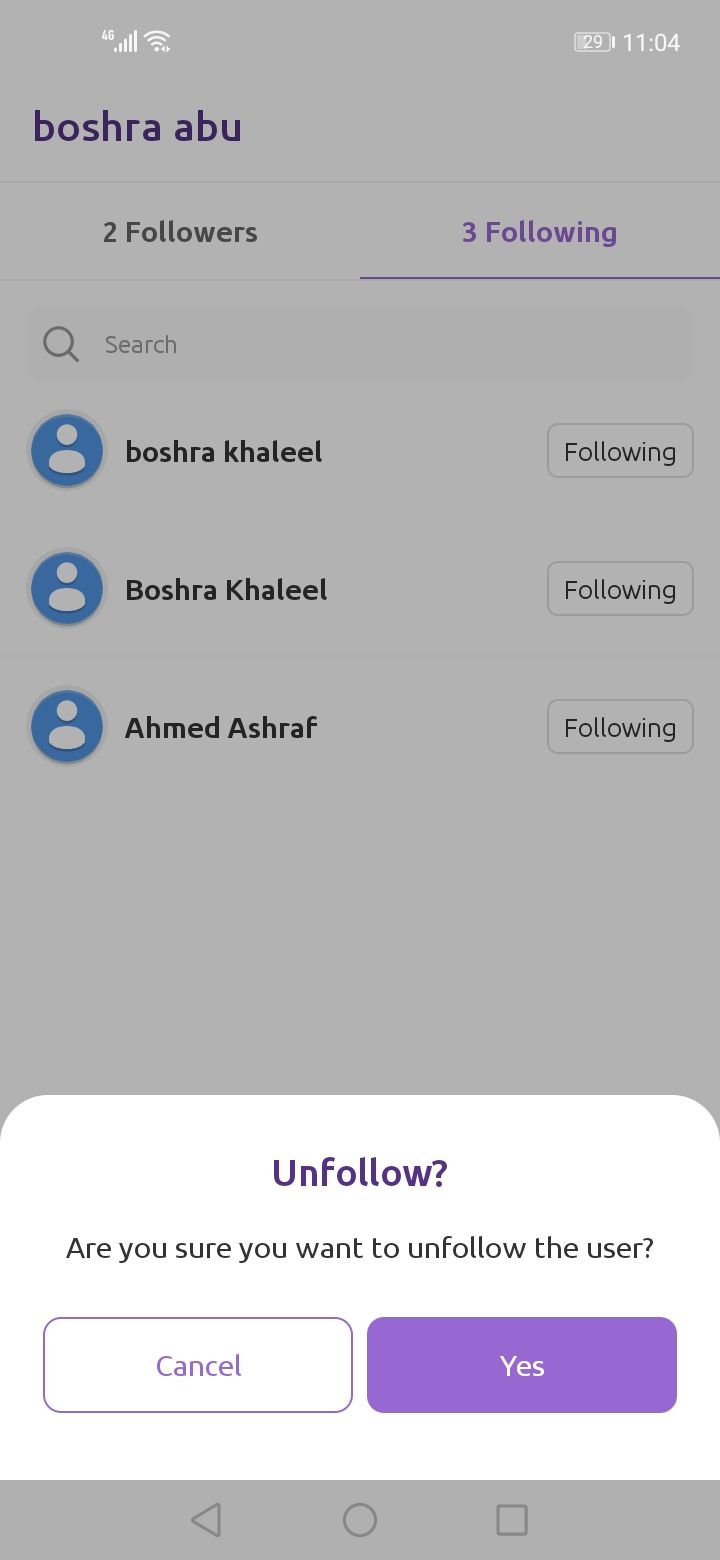 4G 29 11:04
boshra abu
2 Followers 3 Following
Search
boshra khaleel Following
Boshra Khaleel Following
Ahmed Ashraf Following
Unfollow?
Are you sure you want to unfollow the user?
Cancel Yes